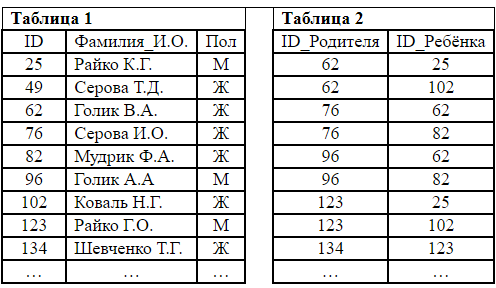 Таблица 1 Таблица 2
ID Фамилия_И.О. Пол ID_Родителя ID_Ребёнка
25 Райко К.Г. М 62 25
49 Серова Т.Д. Ж 62 102
62 Голик В.А. Ж 76 62
76 Серова И.О. Ж 76 82
82 Мудрик Ф.А. Ж 96 62
96 Голик А.А М 96 82
102 Коваль Н.Г. Ж 123 25
123 Райко Г.О. М 123 102
134 Шевченко Т.Г. Ж 134 123
… … … … …